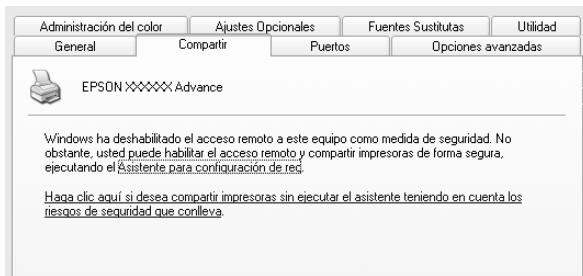 Administración del color Ajustes Opcionales Fuentes Sustitutas Utilidad
General Compartir Puertos Opciones avanzadas
EPSON XXXXXX Advance
Windows ha deshabilitado el acceso remoto a este equipo como medida de seguridad. No
obstante, usted puede habilitar el acceso remoto y compartir impresoras de forma segura,
ejecutando el Asistente para configuración de red.
Haga clic aquí si desea compartir impresoras sin ejecutar el asistente teniendo en cuenta los
riesgos de seguridad que conlleva.